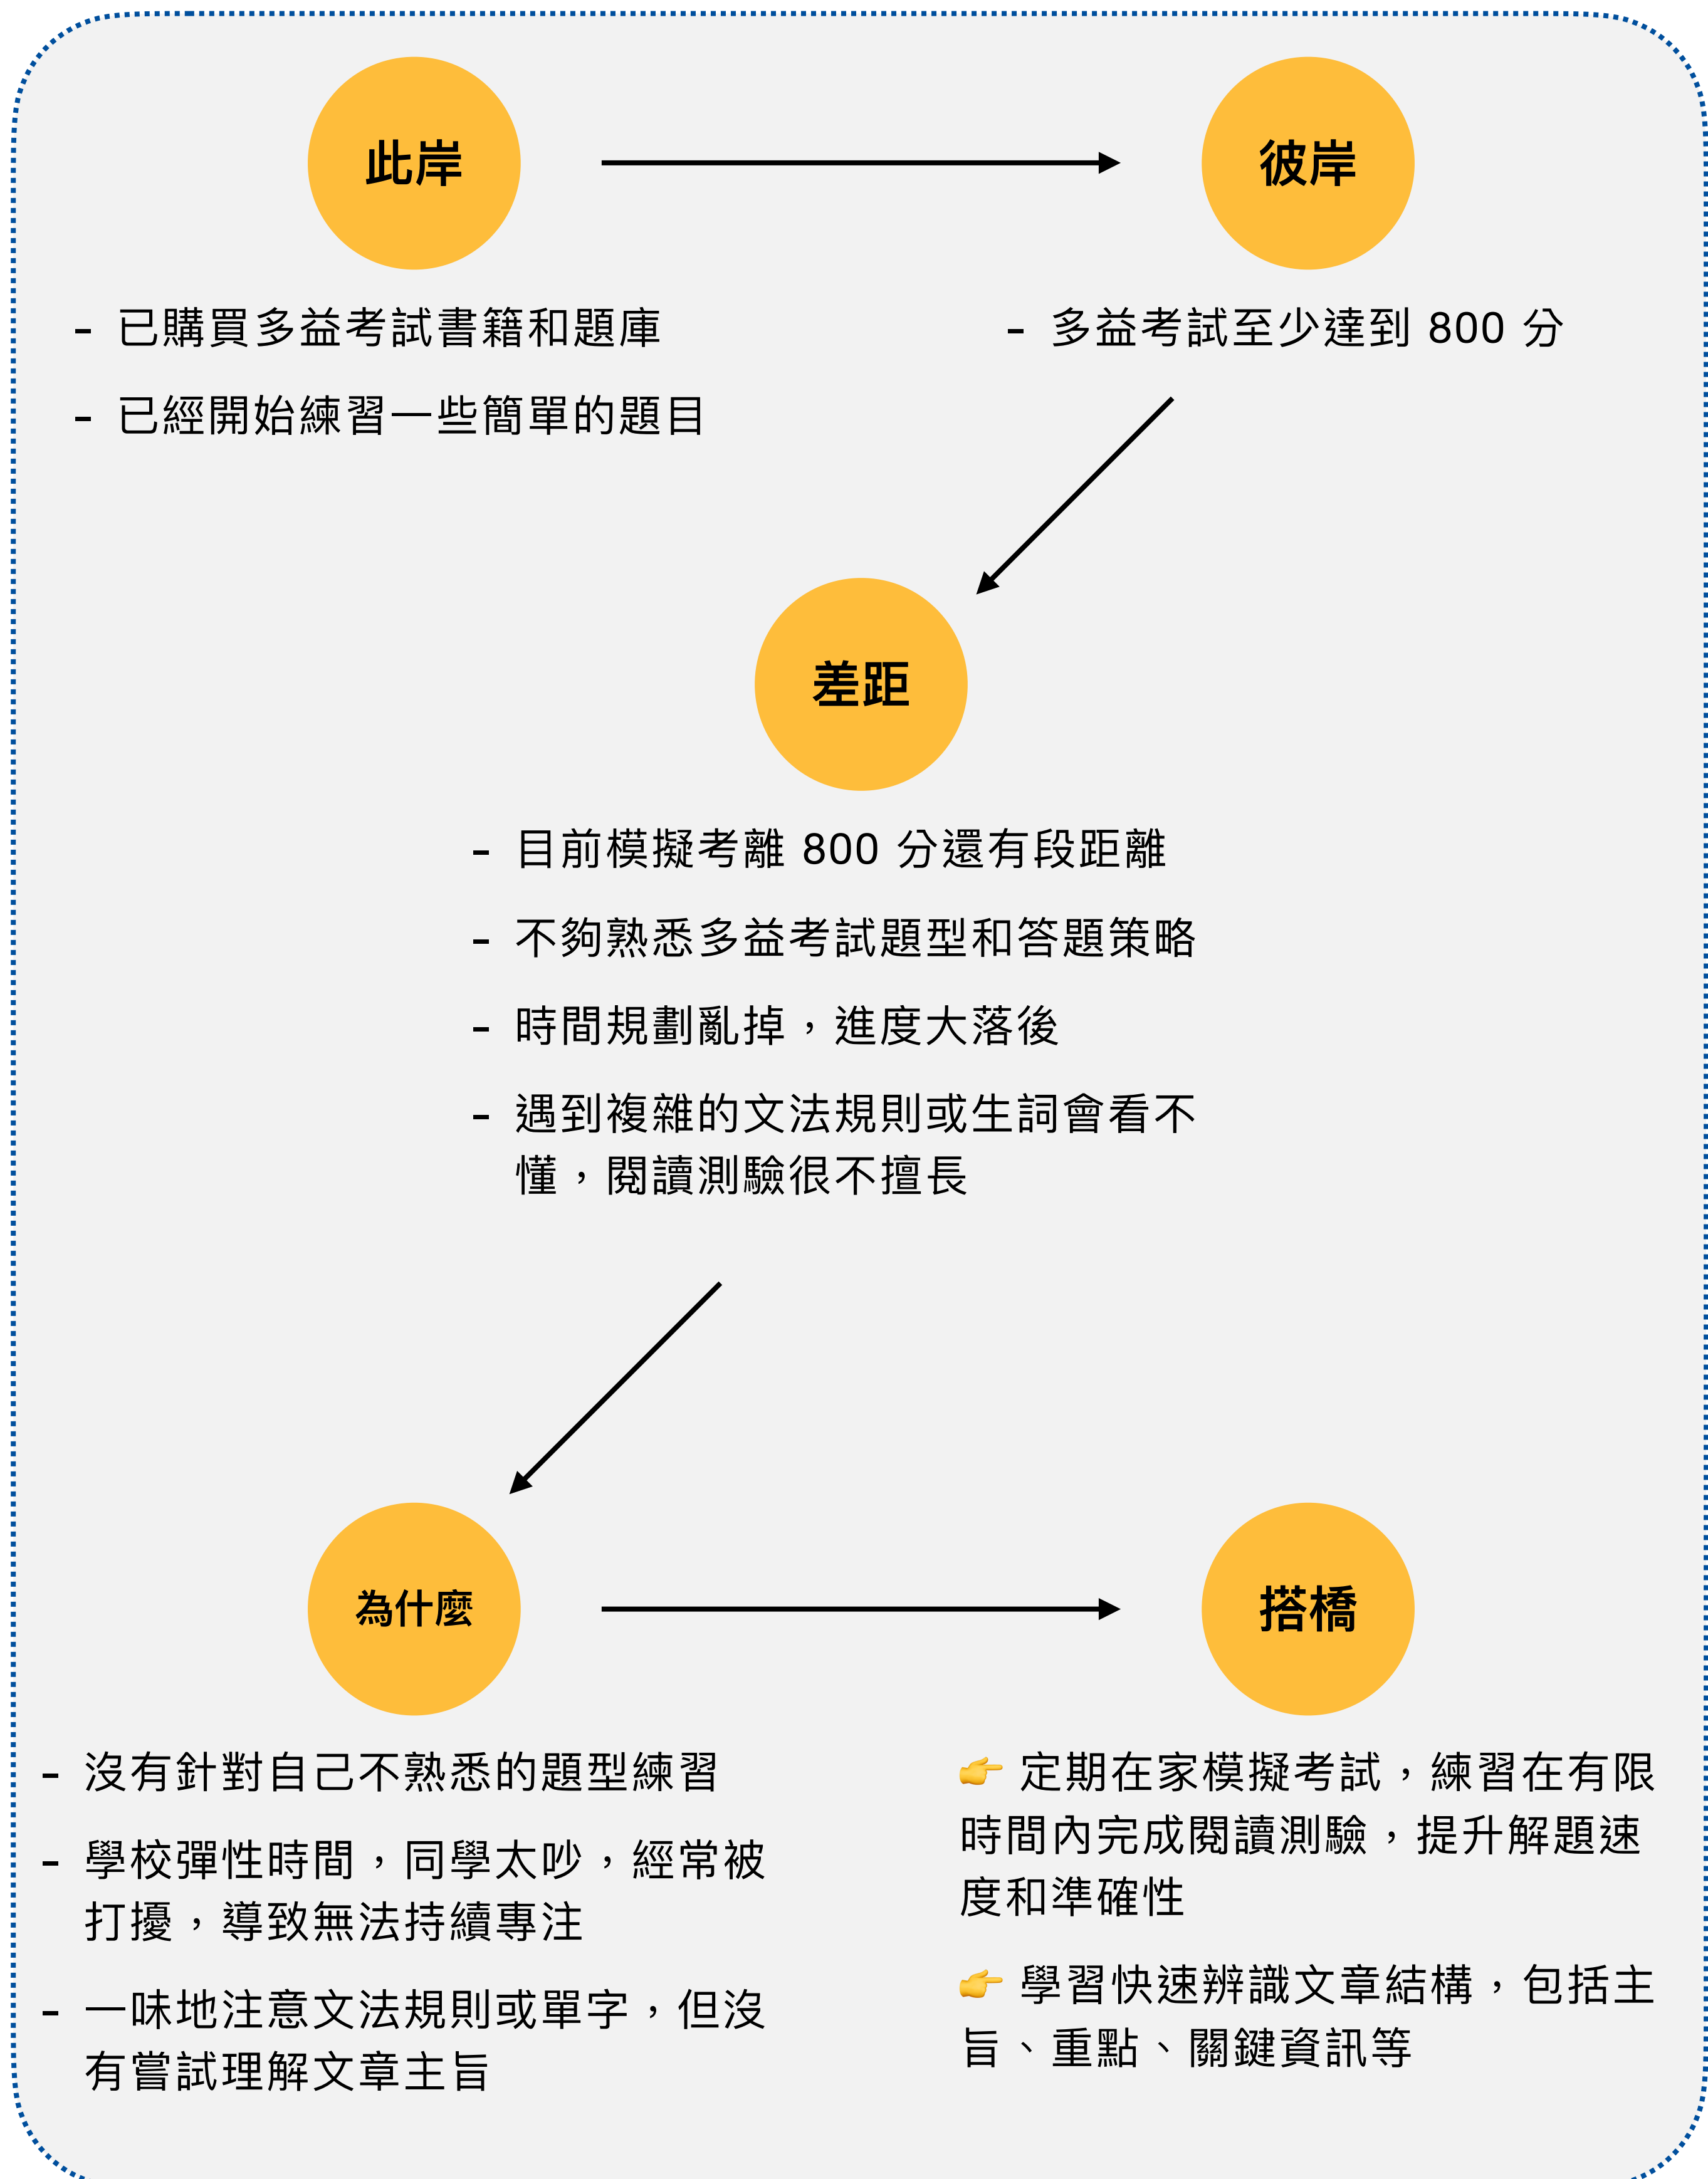 此岸
彼岸
- 已購買多益考試書籍和題庫
- 已經開始練習一些簡單的題目
- 多益考試至少達到 800 分
差距
- 目前模擬考離 800 分還有段距離
- 不夠熟悉多益考試題型和答題策略
- 時間規劃亂掉，進度大落後
- 遇到複雜的文法規則或生詞會看不
懂，閱讀測驗很不擅長
為什麼
搭橋
- 沒有針對自己不熟悉的題型練習
- 學校彈性時間，同學太吵，經常被
打擾，導致無法持續專注
- 一味地注意文法規則或單字，但沒
有嘗試理解文章主旨
👉 定期在家模擬考試，練習在有限
時間內完成閱讀測驗，提升解題速
度和準確性
👉 學習快速辨識文章結構，包括主
旨、重點、關鍵資訊等